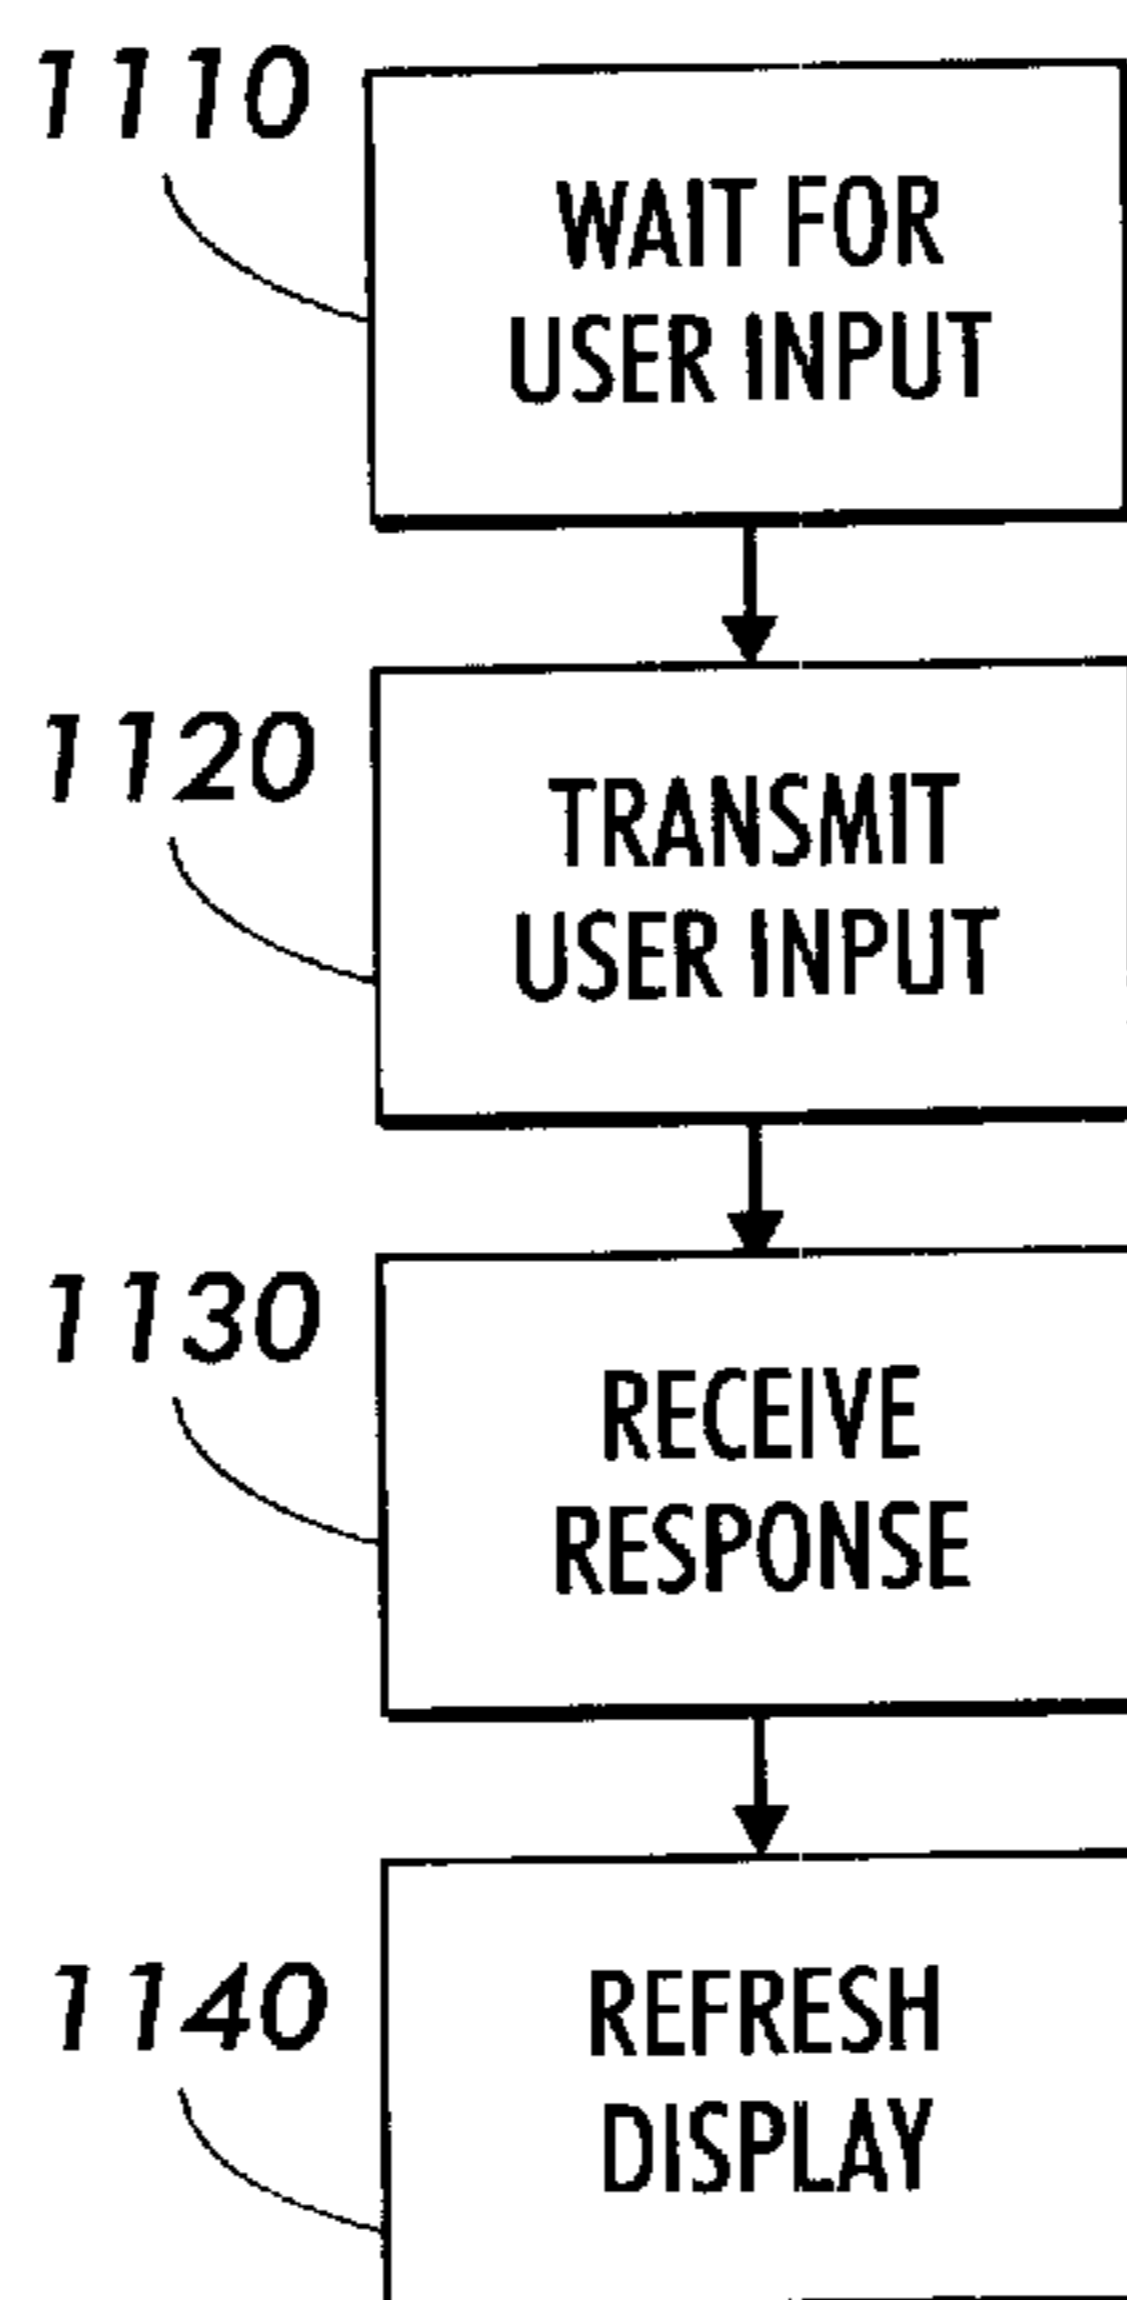 1110
WAIT FOR
USER INPUT
1120
TRANSMIT
USER INPUT
1130
RECEIVE
RESPONSE
1140
REFRESH
DISPLAY